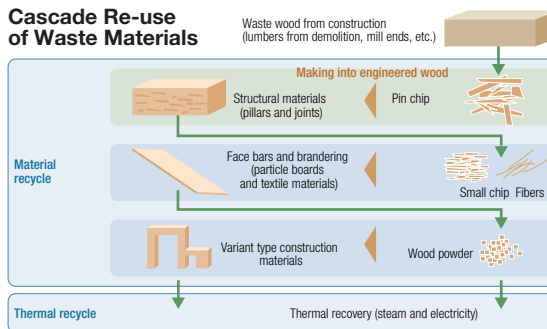 Cascade Re-use
of Waste Materials
Waste wood from construction
(lumbers from demolition, mill ends, etc.)
Making into engineered wood
Structural materials
(pillars and joints)
Pin chip
Material
recycle
Face bars and brandering
(particle boards
and textile materials)
Small chip Fibers
Variant type construction
materials
Wood powder
Thermal recycle
Thermal recovery (steam and electricity)